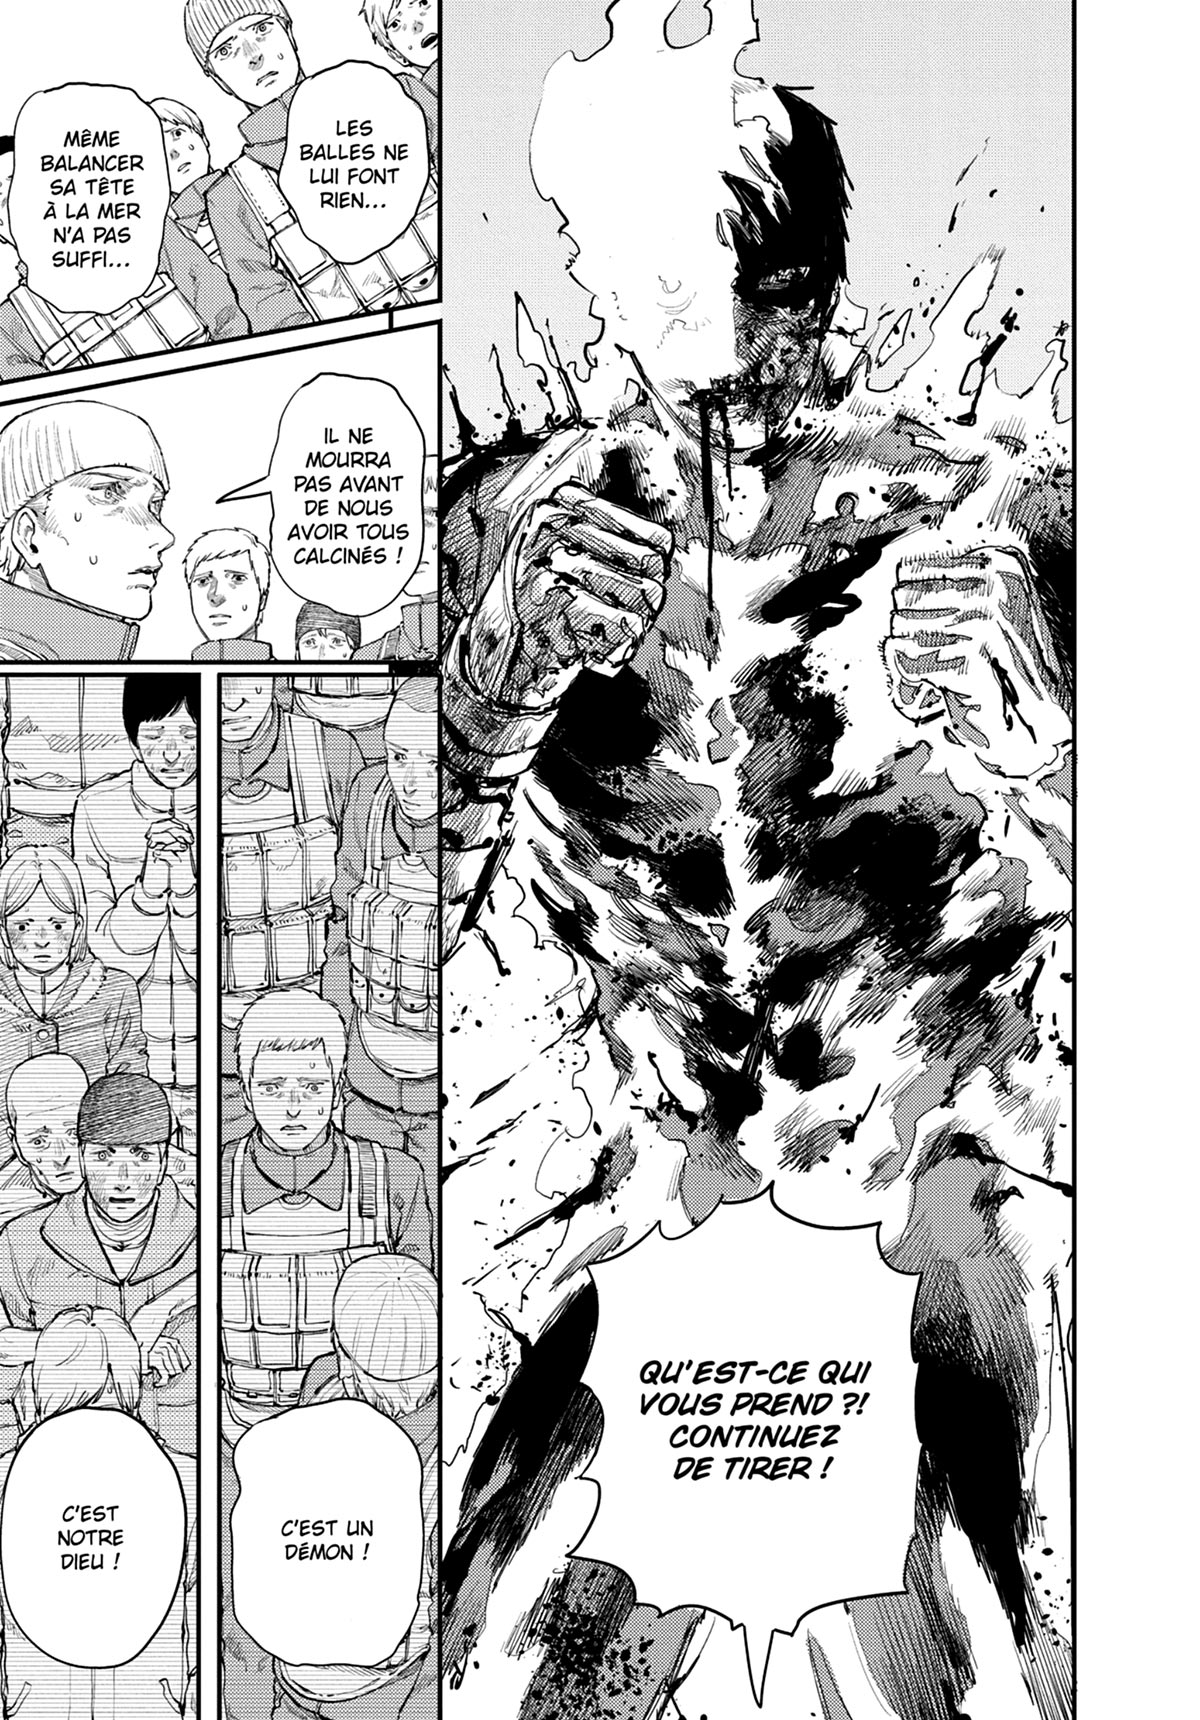 QU'EST-CE QUI
VOUS PREND ?!
CONTINUEZ
DE TIRER !
LES
BALLES NE
LUI FONT
RIEN...
MÊME
BALANCER
SA TÊTE
À LA MER
N'A PAS
SUFFI...
IL NE
MOURRA
PAS AVANT
DE NOUS
AVOIR TOUS
CALCINÉS !
C'EST UN
DÉMON !
C'EST
NOTRE
DIEU !